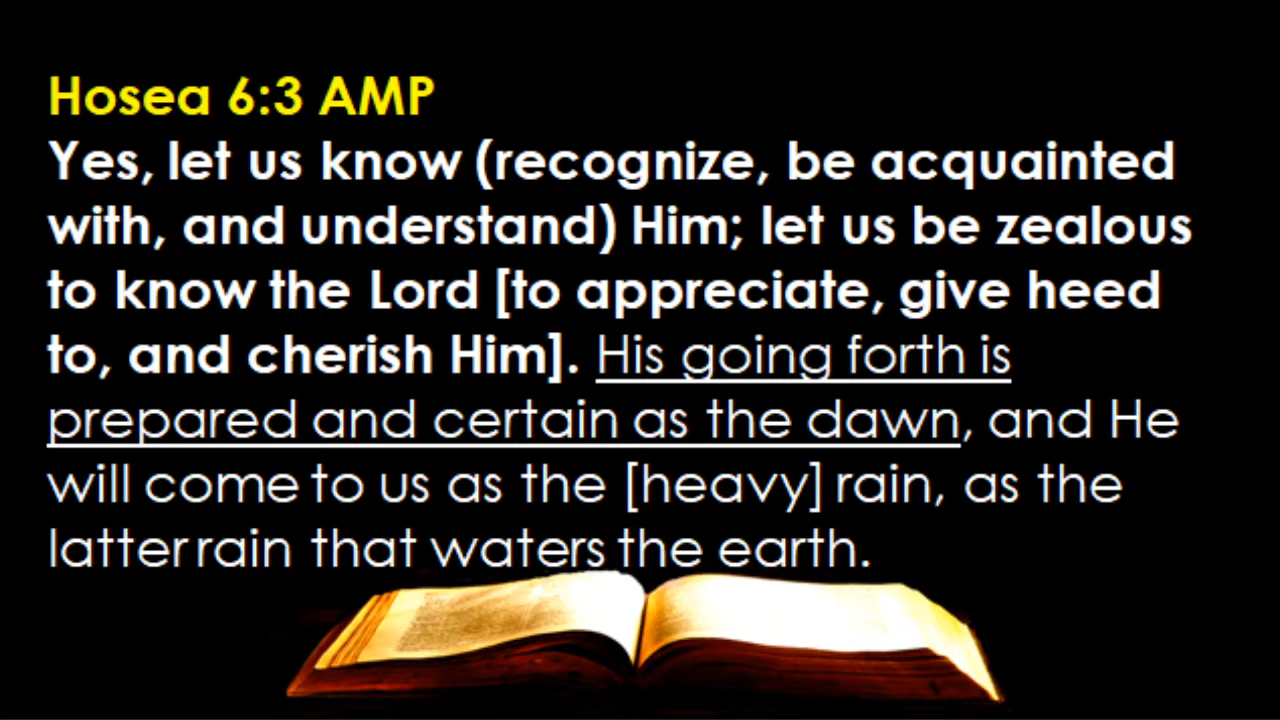 Hosea 6:3 AMP
Yes, let us know (recognize, be acquainted
with, and understand) Him; let us be zealous
to know the Lord [to appreciate, give heed
to, and cherish Him]. His going forth is
prepared and certain as the dawn, and He
will come to us as the [heavy] rain, as the
latter rain that waters the earth.